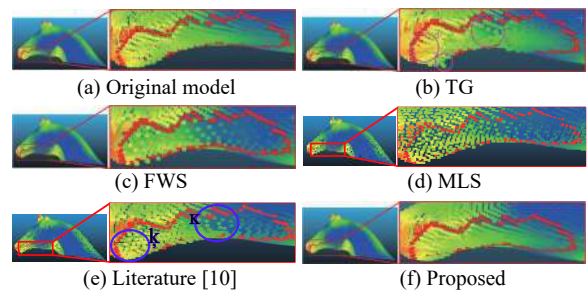 (a) Original model
(b) TG
(c) FWS
(d) MLS
K
K
(e) Literature [10]
(f) Proposed